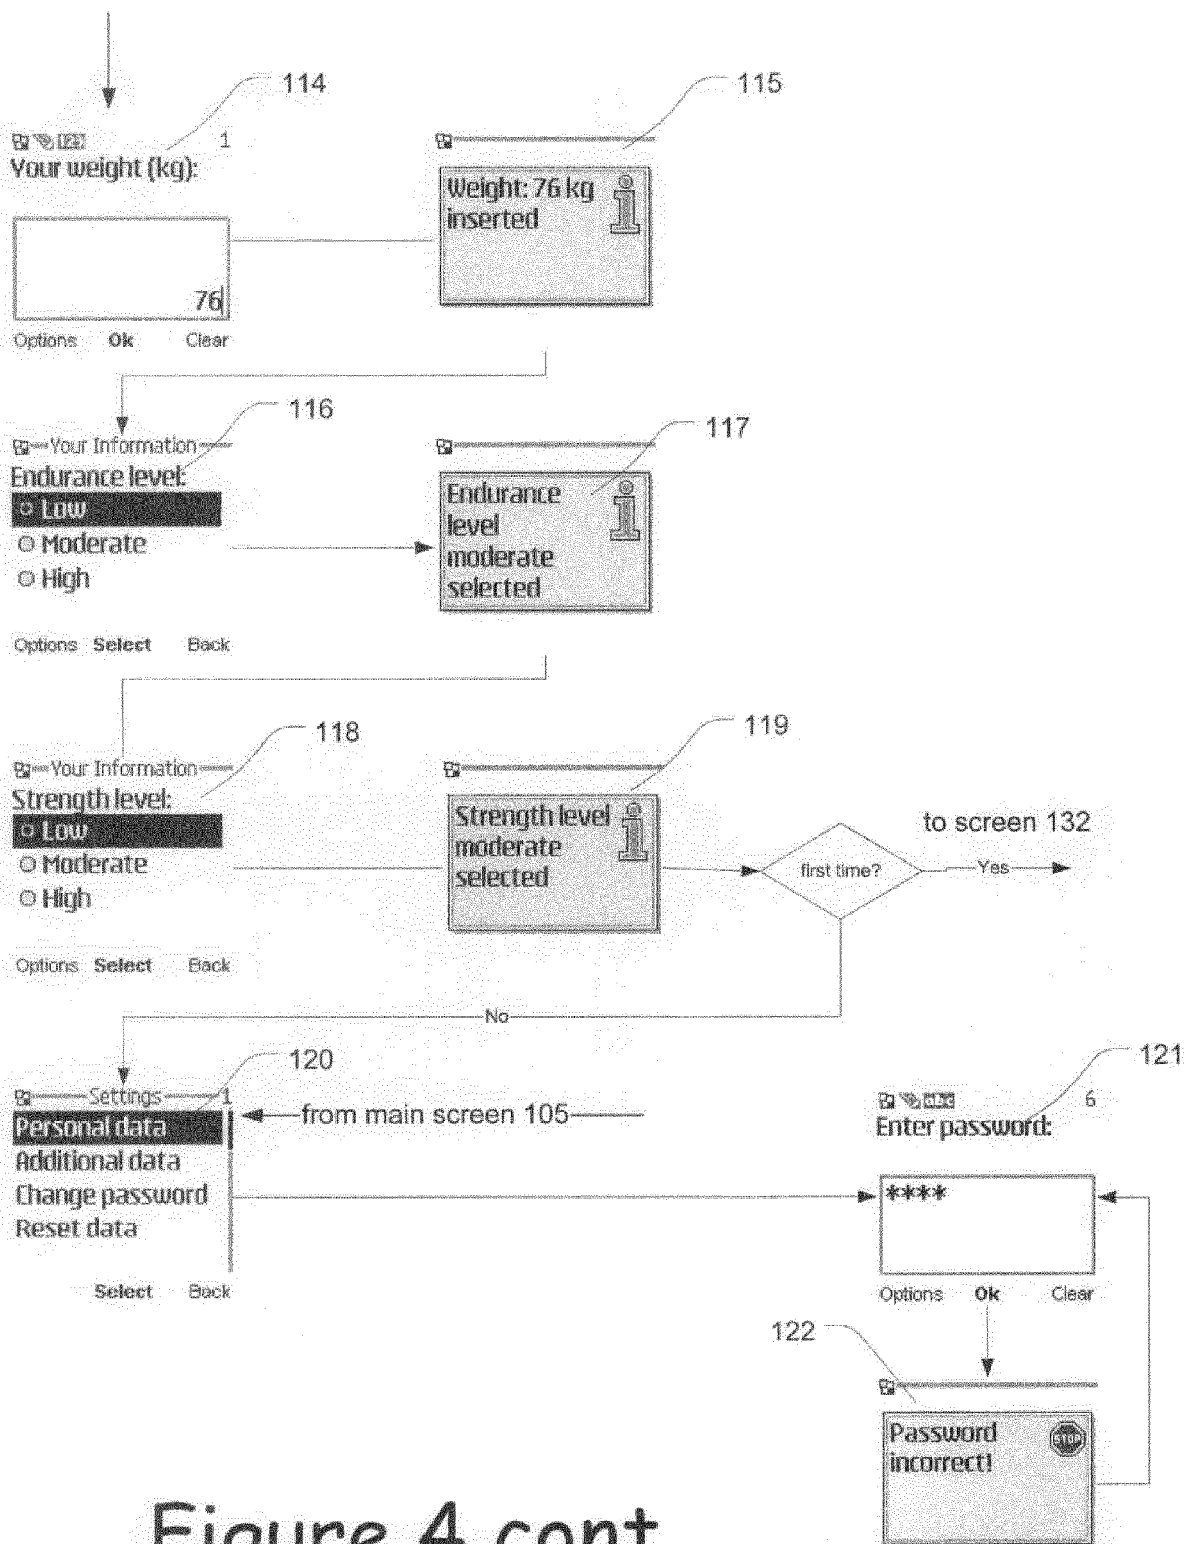 114
115
1
Your weight (kg):
Weight: 76 kg
inserted
76
Options Ok Clear
116
117
Your Information
Endurance level:
Low
Moderate
High
Endurance
level
moderate
selected
Options Select Back
118
119
Your Information
Strength level:
Low
Moderate
High
Strength level
moderate
selected
to screen 132
first time?
Yes
Options Select Back
No
120
121
Settings 1
Personal data
Additional data
Change password
Reset data
from main screen 105
abc 6
Enter password:
****
Select Back
Options Ok Clear
122
Password
incorrect!
STOP
Figure 4 cont